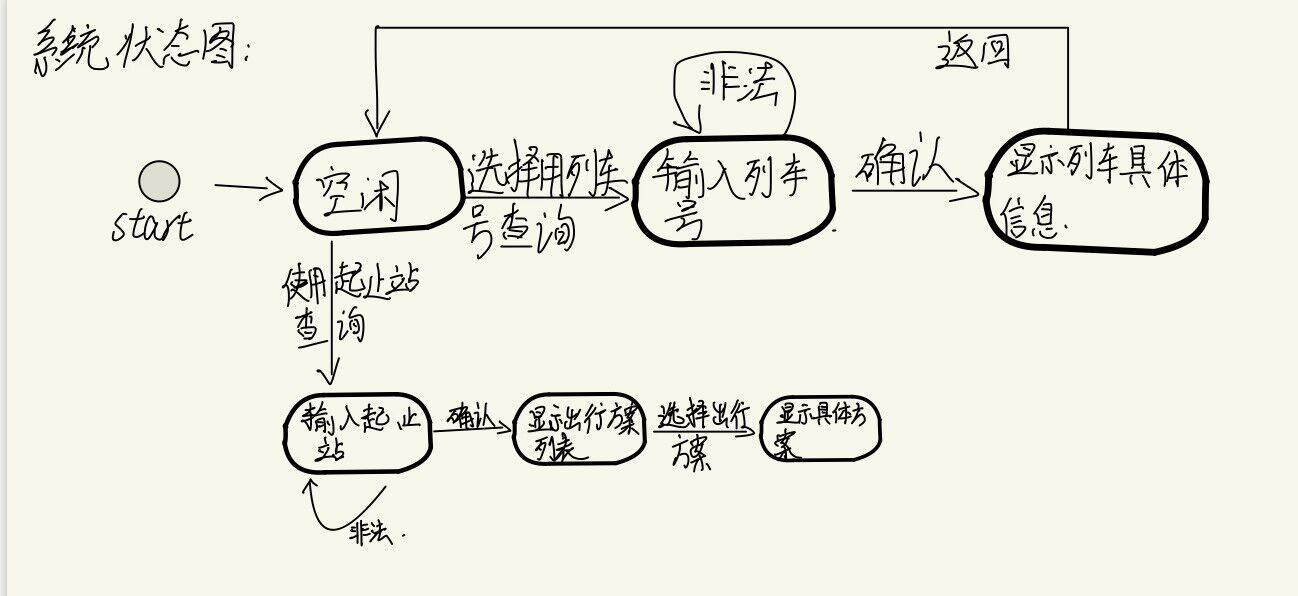 系统状态图:
返回
非法
start
空闲
选择用列车
号查询
输入列车
号
确认
显示列车具体
信息.
使用起止站
查询
输入起止
站
确认
显示出行方案
列表
选择出行
方案
显示具体方
案
非法.